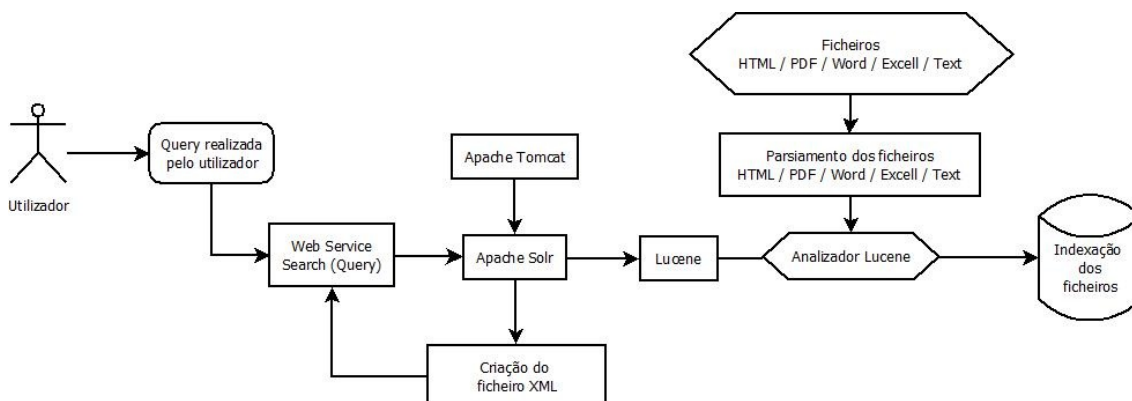 Ficheiros
HTML / PDF / Word / Excell / Text
Query realizada
pelo utilizador
Apache Tomcat
Parsiamento dos ficheiros
HTML / PDF / Word / Excell / Text
Utilizador
Web Service
Search (Query)
Apache Solr
Lucene
Analizador Lucene
Indexação
dos
ficheiros
Criação do
ficheiro XML